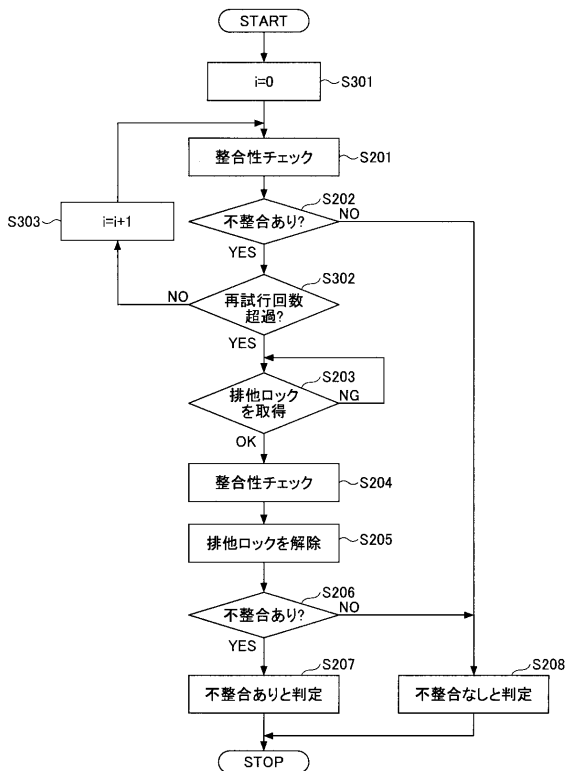 START
i=0
S301
整合性チェック
S201
S202
不整合あり?
NO
YES
S303
i=i+1
S302
NO
再試行回数
超過?
YES
S203
排他ロック
を取得
NG
OK
整合性チェック
S204
排他ロックを解除
S205
S206
不整合あり?
NO
YES
S207
不整合ありと判定
S208
不整合なしと判定
STOP